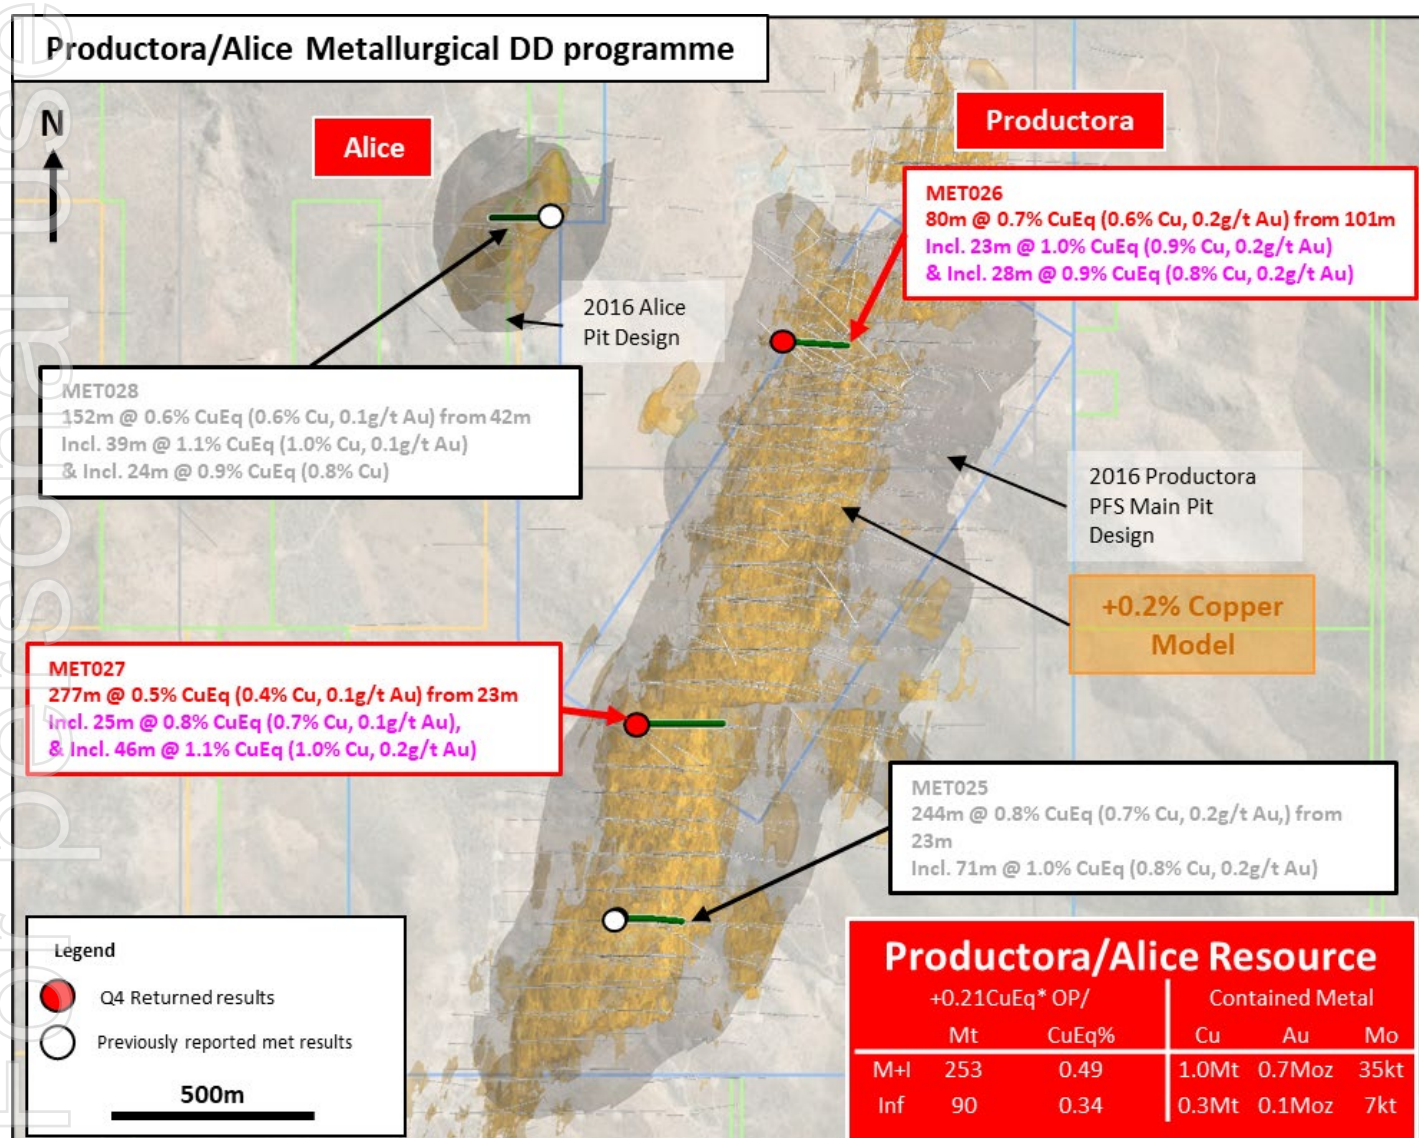 For personal use
Productora/Alice Metallurgical DD programme
N
Alice
Productora
MET026
80m @ 0.7% CuEq (0.6% Cu, 0.2g/t Au) from 101m
Incl. 23m @ 1.0% CuEq (0.9% Cu, 0.2g/t Au)
& Incl. 28m @ 0.9% CuEq (0.8% Cu, 0.2g/t Au)
2016 Alice
Pit Design
MET028
152m @ 0.6% CuEq (0.6% Cu, 0.1g/t Au) from 42m
Incl. 39m @ 1.1% CuEq (1.0% Cu, 0.1g/t Au)
& Incl. 24m @ 0.9% CuEq (0.8% Cu)
2016 Productora
PFS Main Pit
Design
+0.2% Copper
Model
MET027
277m @ 0.5% CuEq (0.4% Cu, 0.1g/t Au) from 23m
Incl. 25m @ 0.8% CuEq (0.7% Cu, 0.1g/t Au),
& Incl. 46m @ 1.1% CuEq (1.0% Cu, 0.2g/t Au)
MET025
244m @ 0.8% CuEq (0.7% Cu, 0.2g/t Au,) from
23m
Incl. 71m @ 1.0% CuEq (0.8% Cu, 0.2g/t Au)
Legend
Q4 Returned results
Previously reported met results
500m
Productora/Alice Resource
+0.21CuEq* OP/ Contained Metal
Mt CuEq% Cu Au Mo
M+I 253 0.49 1.0Mt 0.7Moz 35kt
Inf 90 0.34 0.3Mt 0.1Moz 7kt